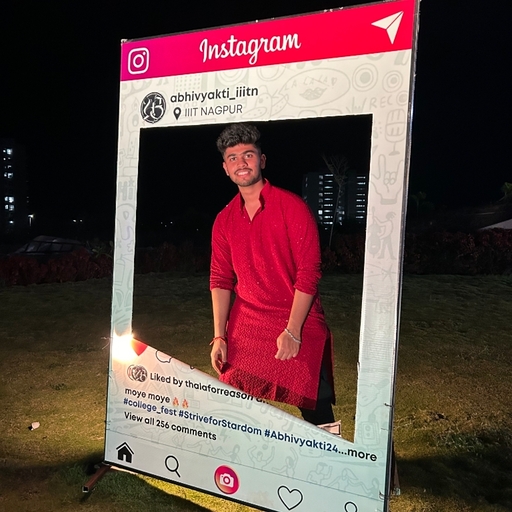 Instagram
abhivyakti_iiitn
IIIT NAGPUR
Liked by thalaforreason
moye moye 🔥🔥
#college_fest #StriveforStardom #Abhivyakti24...more
View all 256 comments